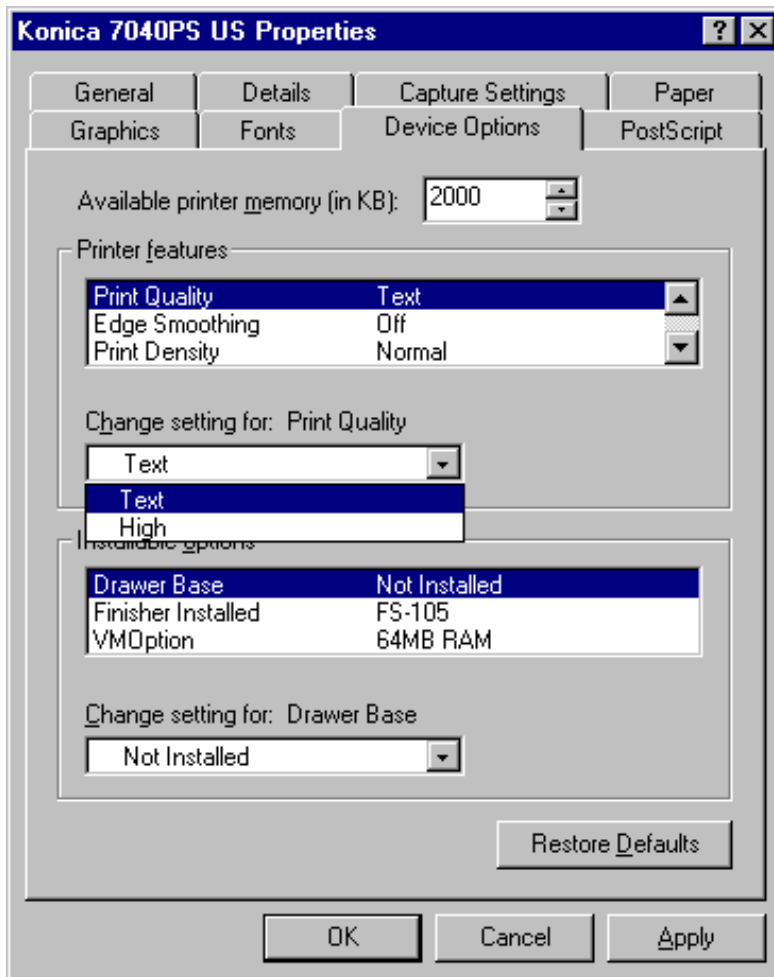 Konica 7040PS US Properties
General Details Capture Settings Paper
Graphics Fonts Device Options PostScript
Available printer memory (in KB): 2000
Printer features
Print Quality Text
Edge Smoothing Off
Print Density Normal
Change setting for: Print Quality
Text
Text
High
Installable options
Drawer Base Not Installed
Finisher Installed FS-105
VMOption 64MB RAM
Change setting for: Drawer Base
Not Installed
Restore Defaults
OK Cancel Apply